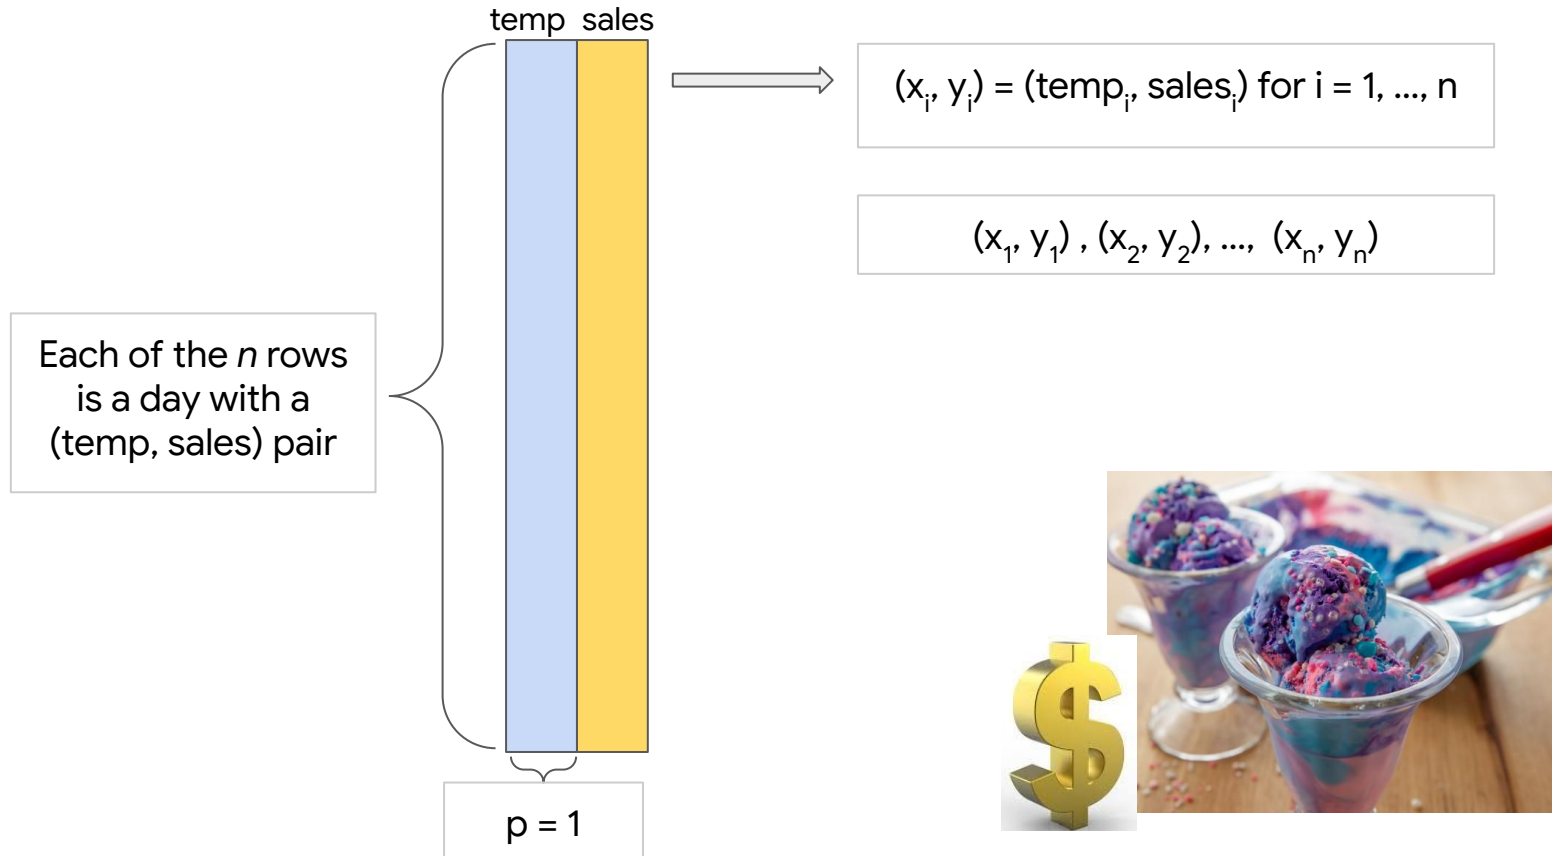 temp sales
(xᵢ, yᵢ) = (tempᵢ, salesᵢ) for i = 1, ..., n
(x₁, y₁) , (x₂, y₂), ..., (xₙ, yₙ)
Each of the n rows
is a day with a
(temp, sales) pair
p = 1
$